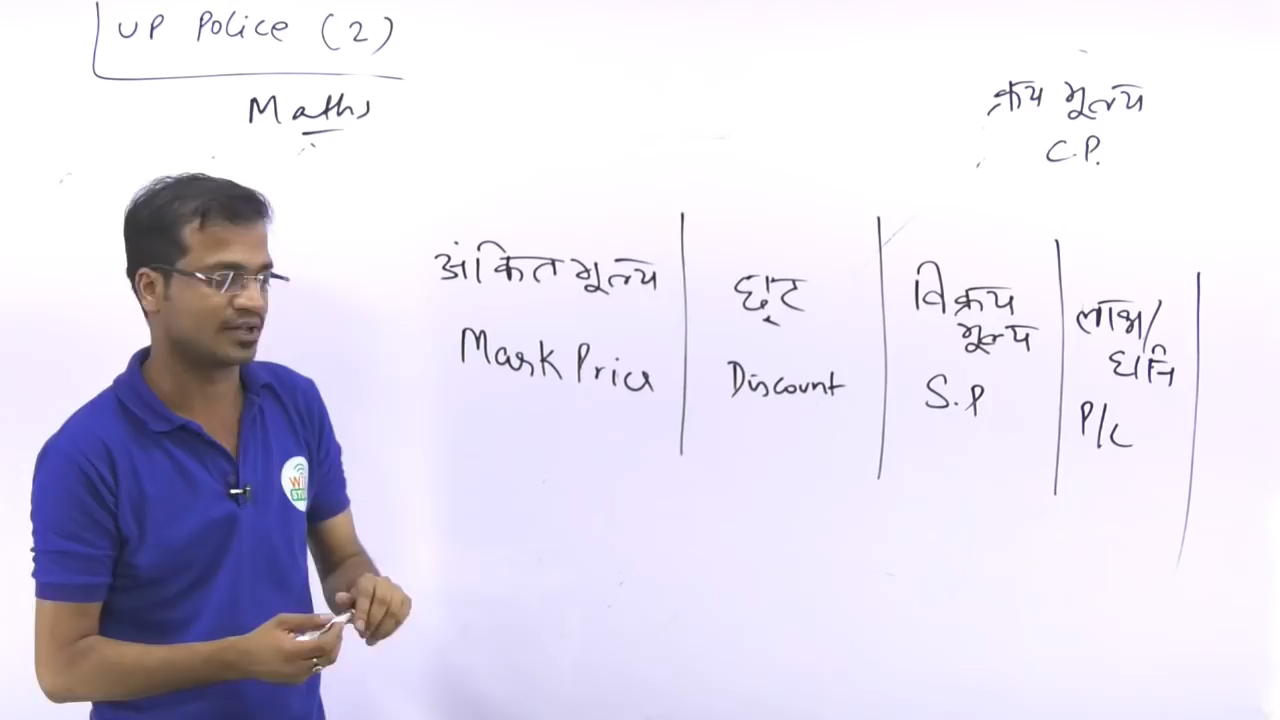 UP Police (2)
Maths
क्रय मूल्य
C.P.
अंकित मूल्य
Mark Price
छूट
Discount
विक्रय
मूल्य
S.P
लाभ/
हानि
P/L